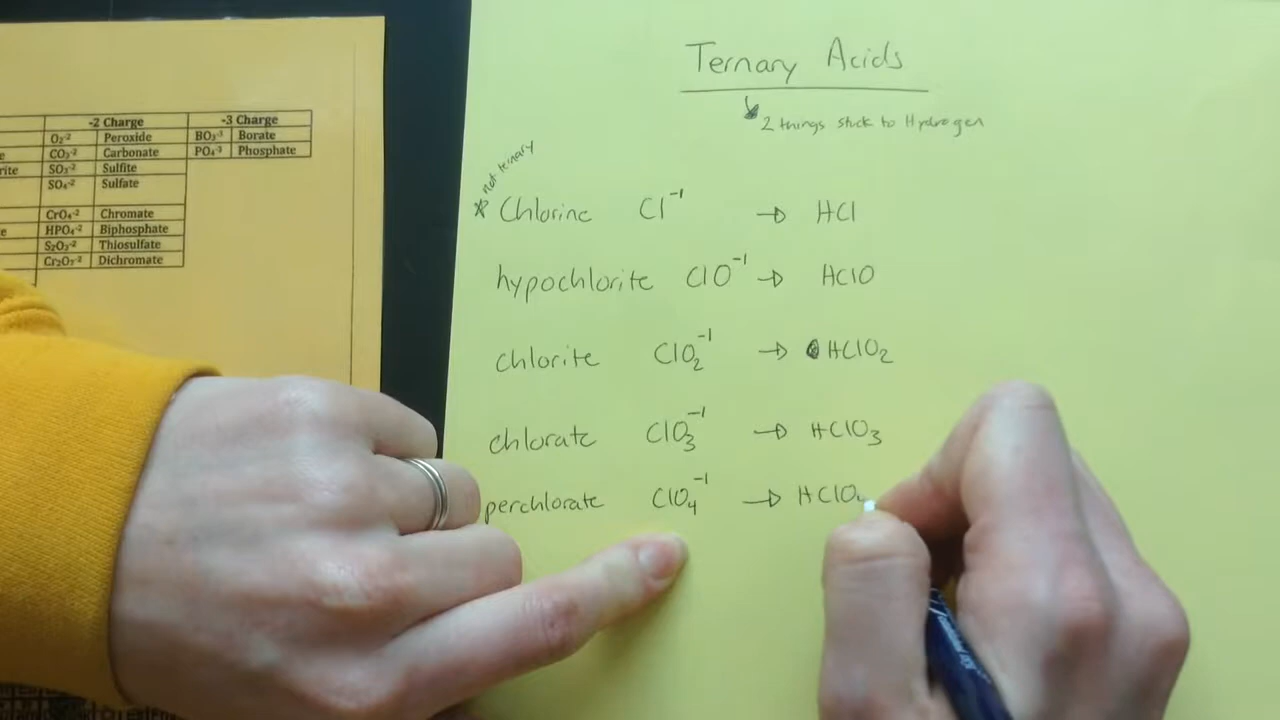 -2 Charge -3 Charge
O₂⁻² Peroxide BO₃⁻³ Borate
CO₃⁻² Carbonate PO₄⁻³ Phosphate
rite SO₃⁻² Sulfite
SO₄⁻² Sulfate
CrO₄⁻² Chromate
HPO₄⁻² Biphosphate
S₂O₃⁻² Thiosulfate
Cr₂O₇⁻² Dichromate
Ternary Acids
2 things stuck to Hydrogen
not ternary
* Chlorine Cl⁻¹ → HCl
hypochlorite ClO⁻¹ → HClO
chlorite ClO₂⁻¹ → HClO₂
chlorate ClO₃⁻¹ → HClO₃
perchlorate ClO₄⁻¹ → HClO₄